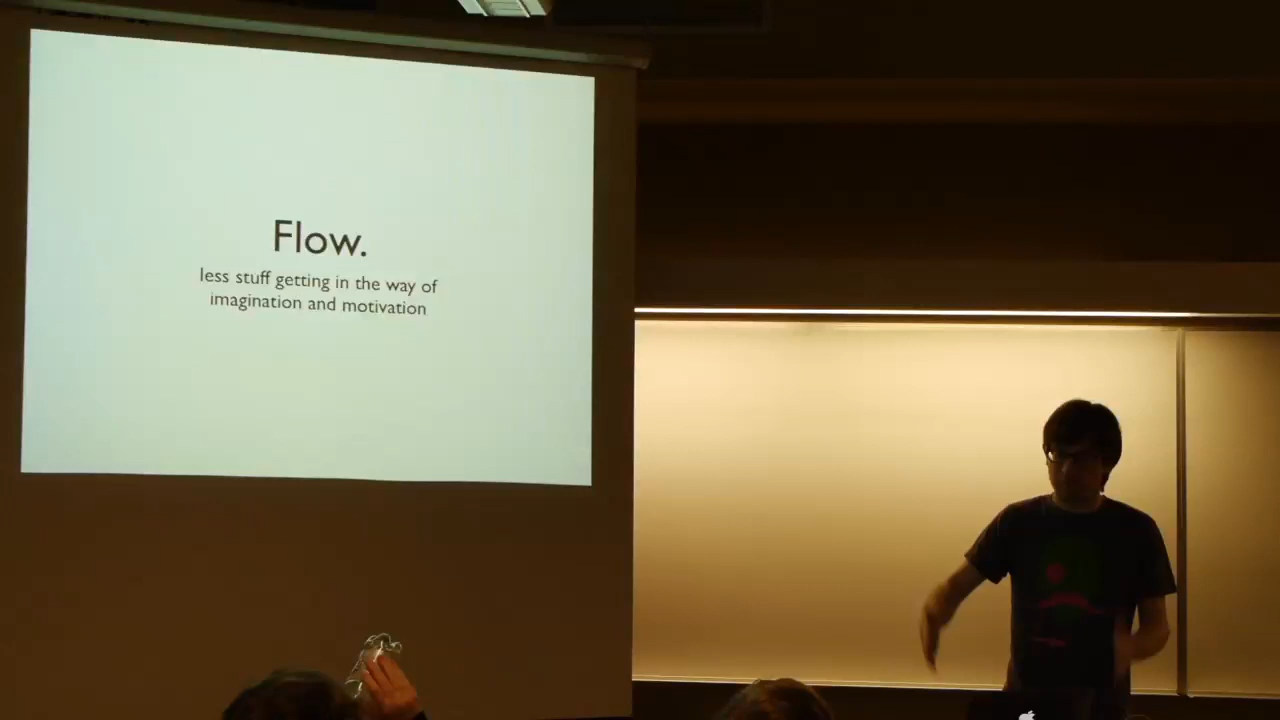 Flow.
less stuff getting in the way of
imagination and motivation